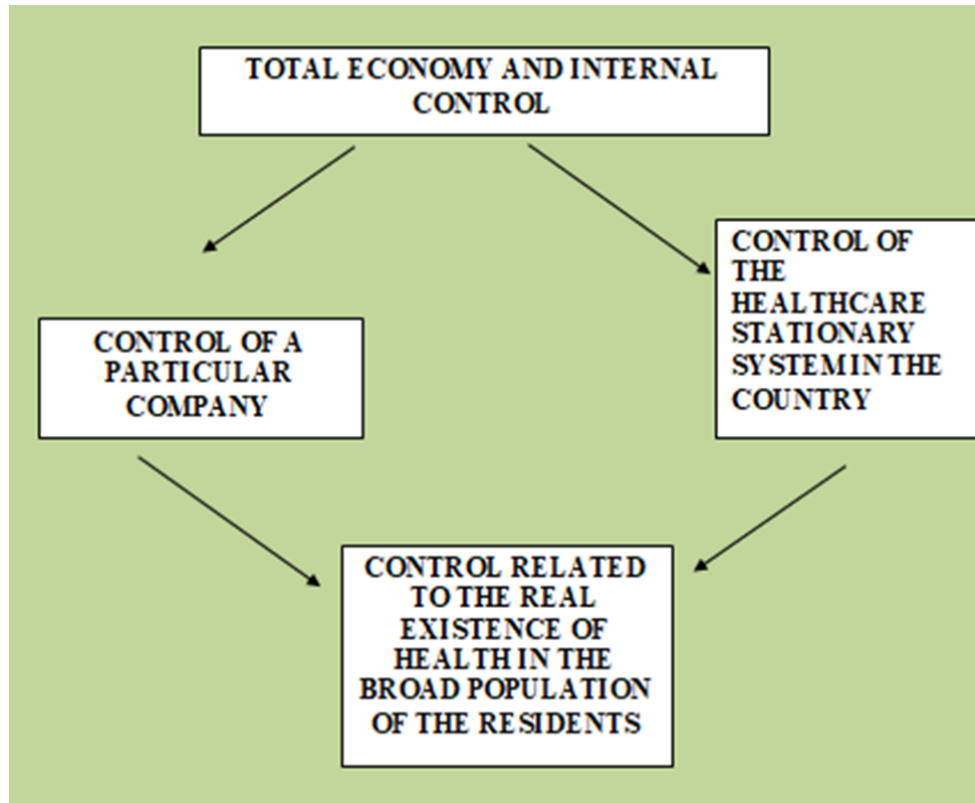 TOTAL ECONOMY AND INTERNAL
CONTROL
CONTROL OF A
PARTICULAR
COMPANY
CONTROL OF
THE
HEALTHCARE
STATIONARY
SYSTEM IN THE
COUNTRY
CONTROL RELATED
TO THE REAL
EXISTENCE OF
HEALTH IN THE
BROAD POPULATION
OF THE RESIDENTS